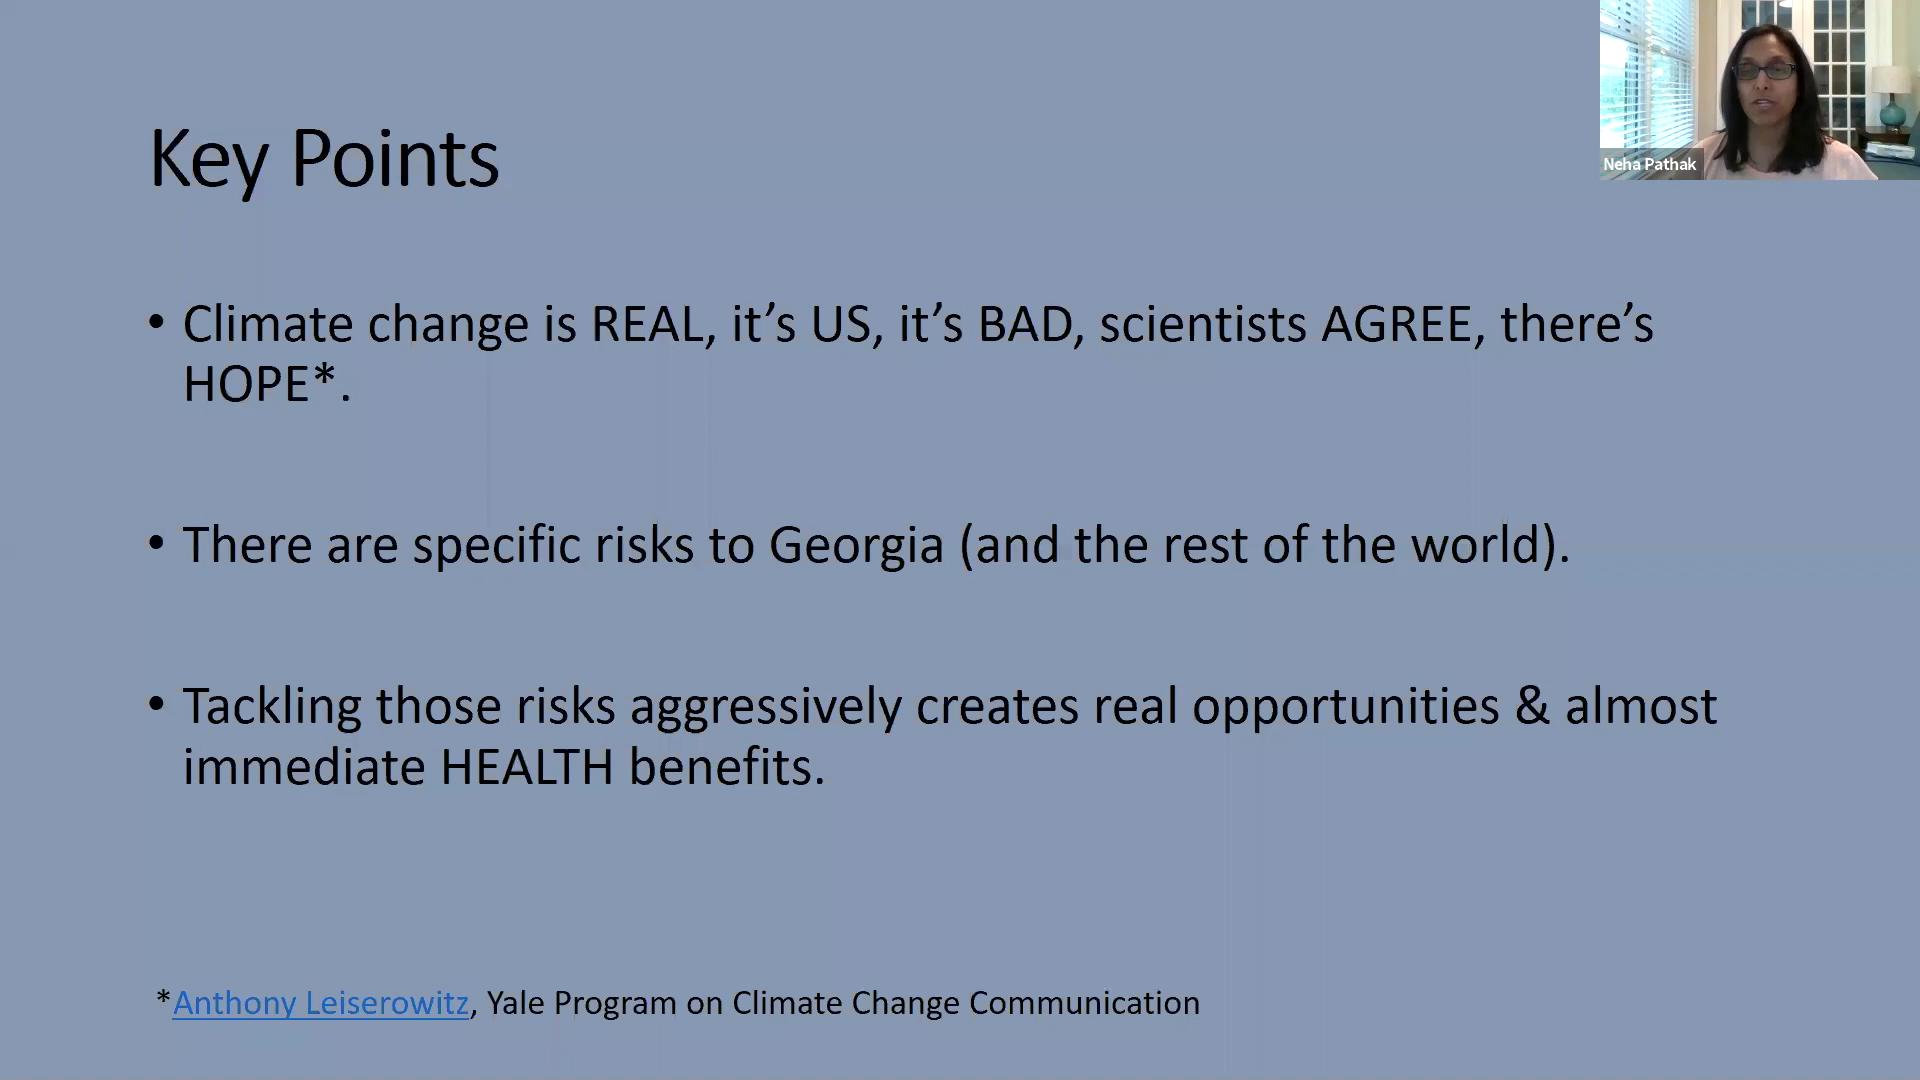 Neha Pathak
Key Points
• Climate change is REAL, it’s US, it’s BAD, scientists AGREE, there’s
HOPE*.
• There are specific risks to Georgia (and the rest of the world).
• Tackling those risks aggressively creates real opportunities & almost
immediate HEALTH benefits.
*Anthony Leiserowitz, Yale Program on Climate Change Communication